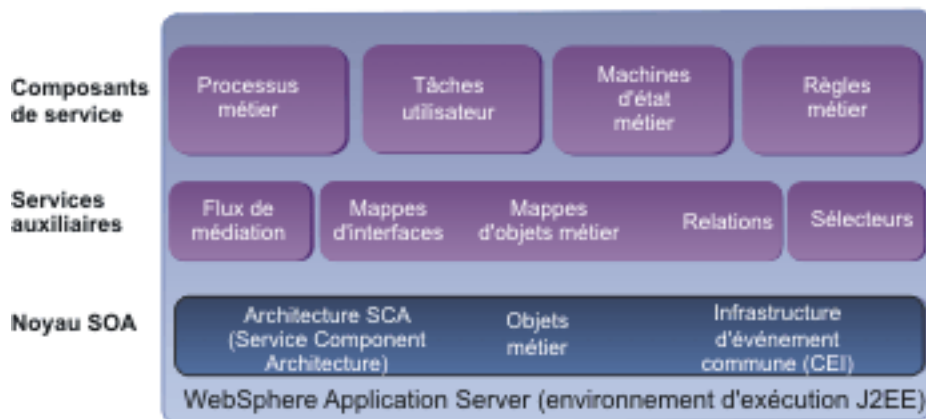 Composants
de service
Processus
métier
Tâches
utilisateur
Machines
d'état
métier
Règles
métier
Services
auxiliaires
Flux de
médiation
Mappes
d'interfaces
Mappes
d'objets métier
Relations
Sélecteurs
Noyau SOA
Architecture SCA
(Service Component
Architecture)
Objets
métier
Infrastructure
d'événement
commune (CEI)
WebSphere Application Server (environnement d'exécution J2EE)